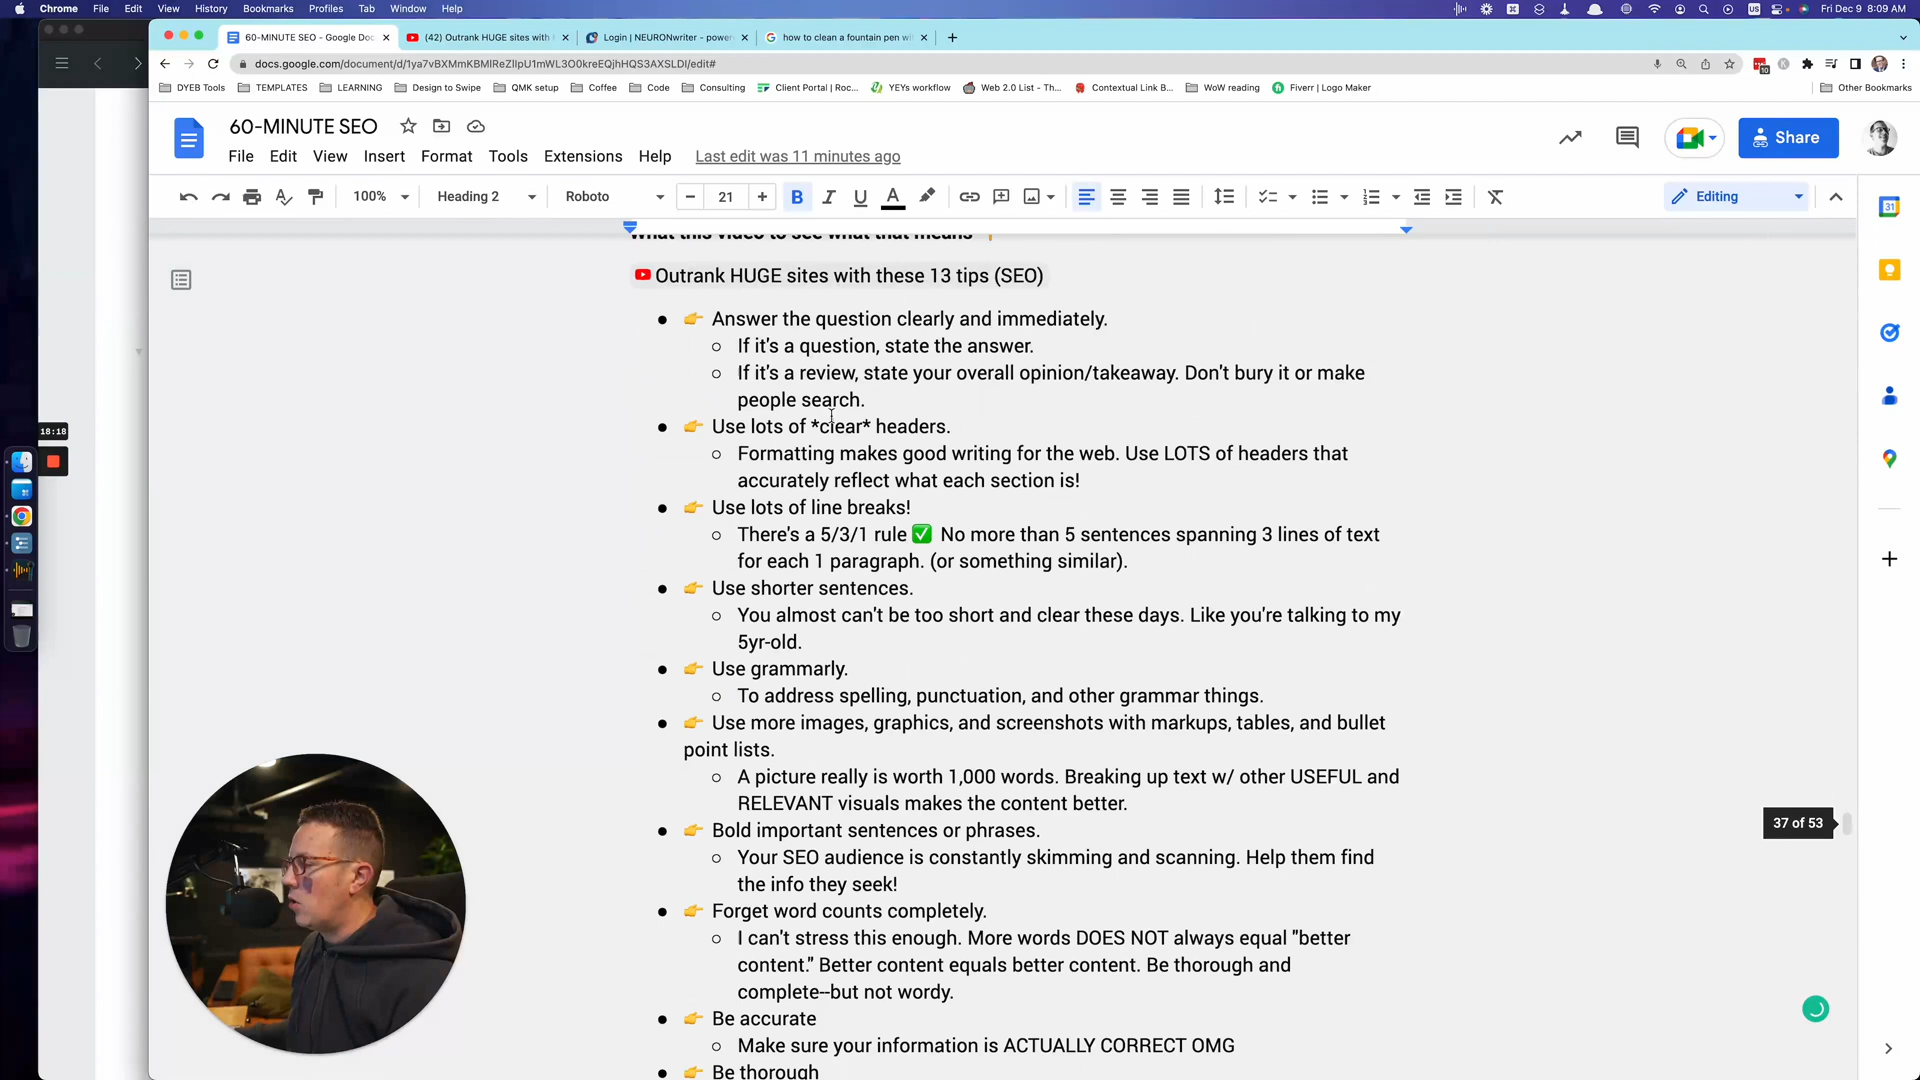 Chrome File Edit View History Bookmarks Profiles Tab Window Help
US
Fri Dec 9 8:09 AM
60-MINUTE SEO - Google Doc
(42) Outrank HUGE sites with
Login | NEURONwriter - power
how to clean a fountain pen wi
docs.google.com/document/d/1ya7vBXMmKBMlReZlIpU1mWL3O0kreEQjhHQS3AXSLDI/edit#
10
DYEB Tools TEMPLATES LEARNING Design to Swipe QMK setup Coffee Code Consulting Client Portal | Roc... YEYs workflow Web 2.0 List - Th... Contextual Link B... WoW reading Fiverr | Logo Maker Other Bookmarks
60-MINUTE SEO
Share
File Edit View Insert Format Tools Extensions Help Last edit was 11 minutes ago
100% Heading 2 Roboto 21 B I U A Editing
31
What this video to see what that means
Outrank HUGE sites with these 13 tips (SEO)
● 👉 Answer the question clearly and immediately.
○ If it's a question, state the answer.
○ If it's a review, state your overall opinion/takeaway. Don't bury it or make
people search.
● 👉 Use lots of *clear* headers.
○ Formatting makes good writing for the web. Use LOTS of headers that
accurately reflect what each section is!
● 👉 Use lots of line breaks!
○ There's a 5/3/1 rule ✅ No more than 5 sentences spanning 3 lines of text
for each 1 paragraph. (or something similar).
● 👉 Use shorter sentences.
○ You almost can't be too short and clear these days. Like you're talking to my
5yr-old.
● 👉 Use grammarly.
○ To address spelling, punctuation, and other grammar things.
● 👉 Use more images, graphics, and screenshots with markups, tables, and bullet
point lists.
○ A picture really is worth 1,000 words. Breaking up text w/ other USEFUL and
RELEVANT visuals makes the content better.
● 👉 Bold important sentences or phrases.
○ Your SEO audience is constantly skimming and scanning. Help them find
the info they seek!
● 👉 Forget word counts completely.
○ I can't stress this enough. More words DOES NOT always equal "better
content." Better content equals better content. Be thorough and
complete--but not wordy.
● 👉 Be accurate
○ Make sure your information is ACTUALLY CORRECT OMG
● 👉 Be thorough
18:18
37 of 53